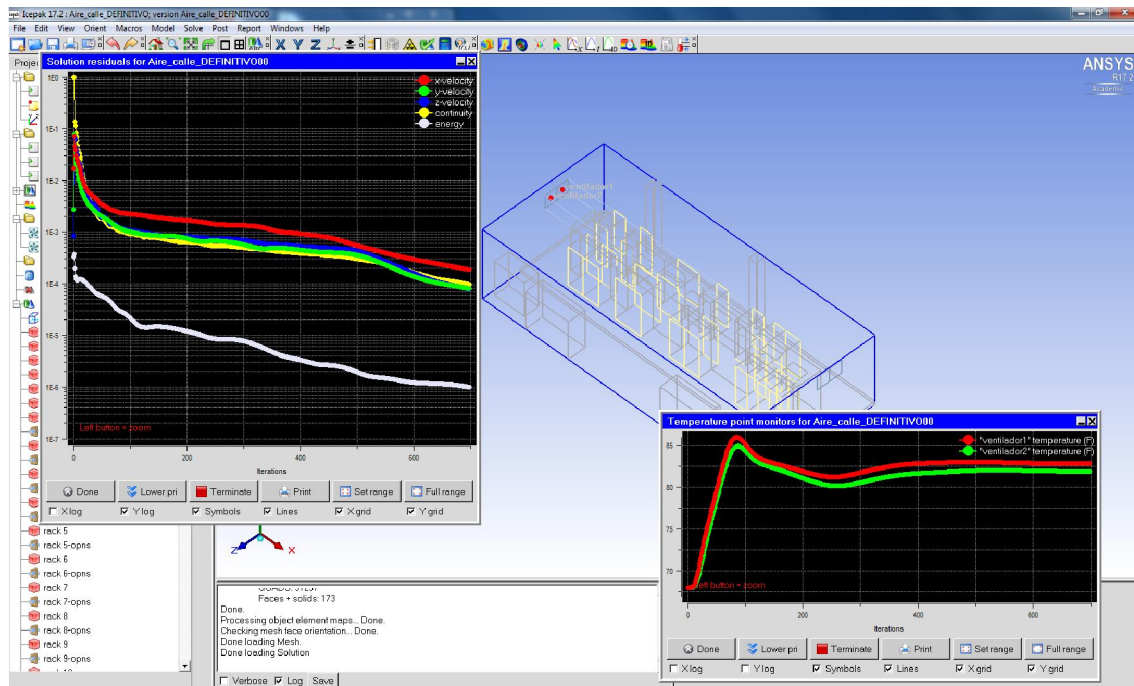 Icepak 17.2 : Aire_calle_DEFINITIVO; version Aire_calle_DEFINITIVO00
File Edit View Orient Macros Model Solve Post Report Windows Help
Projec
Solution residuals for Aire_calle_DEFINITIVO00
x-velocity
y-velocity
z-velocity
continuity
energy
1E0
1E-1
1E-2
1E-3
1E-4
1E-5
1E-6
1E-7
Left button = zoom
0 200 400 600
Iterations
Done Lower pri Terminate Print Set range Full range
X log Y log Symbols Lines X grid Y grid
ANSYS
R17.2
Academic
ventilador1
ventilador2
Z X
rack 5
rack 5-opns
rack 6
rack 6-opns
rack 7
rack 7-opns
rack 8
rack 8-opns
rack 9
rack 9-opns
Faces + solids: 173
Done.
Processing object element maps... Done.
Checking mesh face orientation... Done.
Done loading Mesh.
Done loading Solution
Verbose Log Save
Temperature point monitors for Aire_calle_DEFINITIVO00
"ventilador1" temperature (F)
"ventilador2" temperature (F)
85
80
75
70
Left button = zoom
0 200 400 600
Iterations
Done Lower pri Terminate Print Set range Full range
X log Y log Symbols Lines X grid Y grid